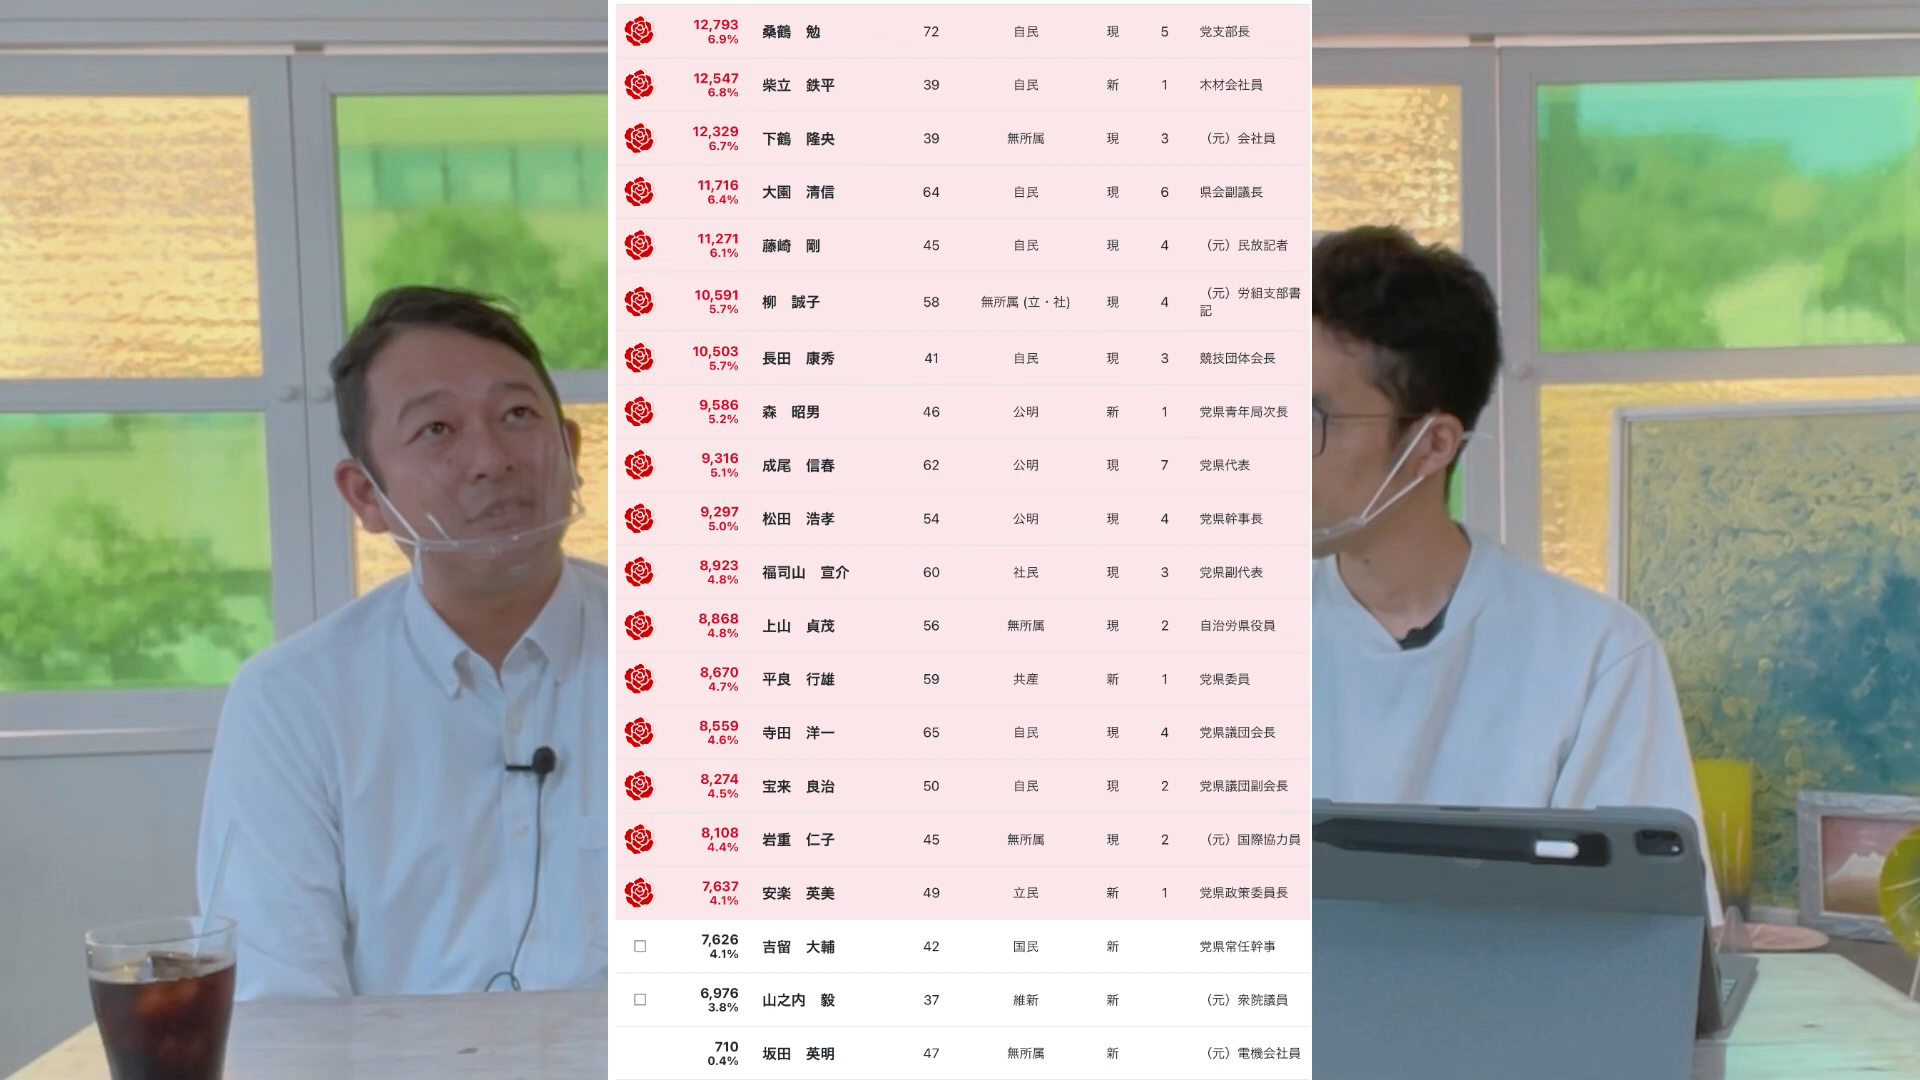 12,793 桑鶴　勉 72 自民 現 5 党支部長
6.9%
12,547 柴立　鉄平 39 自民 新 1 木材会社員
6.8%
12,329 下鶴　隆央 39 無所属 現 3 （元）会社員
6.7%
11,716 大園　清信 64 自民 現 6 県会副議長
6.4%
11,271 藤崎　剛 45 自民 現 4 （元）民放記者
6.1%
10,591 柳　誠子 58 無所属 (立・社) 現 4 （元）労組支部書
記
5.7%
10,503 長田　康秀 41 自民 現 3 競技団体会長
5.7%
9,586 森　昭男 46 公明 新 1 党県青年局次長
5.2%
9,316 成尾　信春 62 公明 現 7 党県代表
5.1%
9,297 松田　浩孝 54 公明 現 4 党県幹事長
5.0%
8,923 福司山　宣介 60 社民 現 3 党県副代表
4.8%
8,868 上山　貞茂 56 無所属 現 2 自治労県役員
4.8%
8,670 平良　行雄 59 共産 新 1 党県委員
4.7%
8,559 寺田　洋一 65 自民 現 4 党県議団会長
4.6%
8,274 宝来　良治 50 自民 現 2 党県議団副会長
4.5%
8,108 岩重　仁子 45 無所属 現 2 （元）国際協力員
4.4%
7,637 安楽　英美 49 立民 新 1 党県政策委員長
4.1%
7,626 吉留　大輔 42 国民 新 党県常任幹事
4.1%
6,976 山之内　毅 37 維新 新 （元）衆院議員
3.8%
710 坂田　英明 47 無所属 新 （元）電機会社員
0.4%